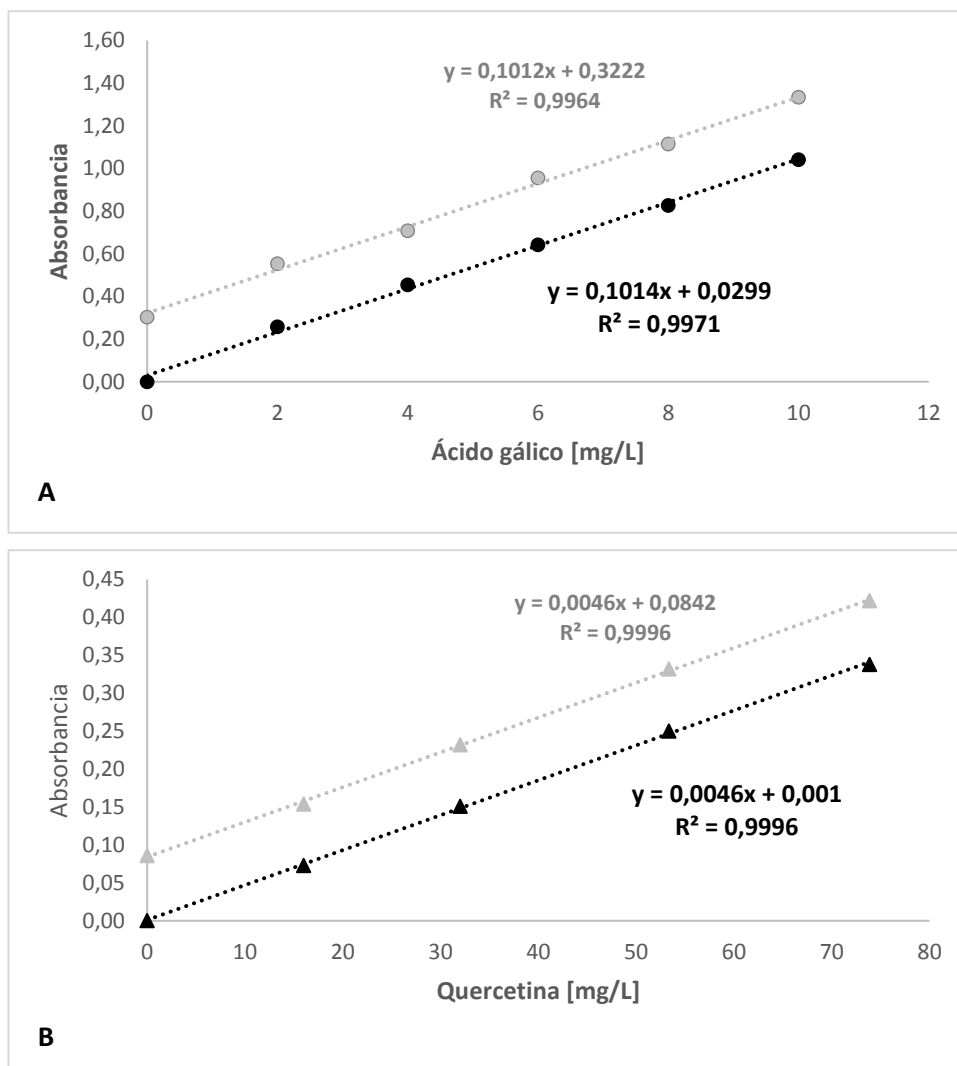 1,60
1,40
1,20
1,00
0,80
0,60
0,40
0,20
0,00
Absorbancia
y = 0,1012x + 0,3222
R² = 0,9964
y = 0,1014x + 0,0299
R² = 0,9971
0 2 4 6 8 10 12
Ácido gálico [mg/L]
A
0,45
0,40
0,35
0,30
0,25
0,20
0,15
0,10
0,05
0,00
Absorbancia
y = 0,0046x + 0,0842
R² = 0,9996
y = 0,0046x + 0,001
R² = 0,9996
0 10 20 30 40 50 60 70 80
Quercetina [mg/L]
B